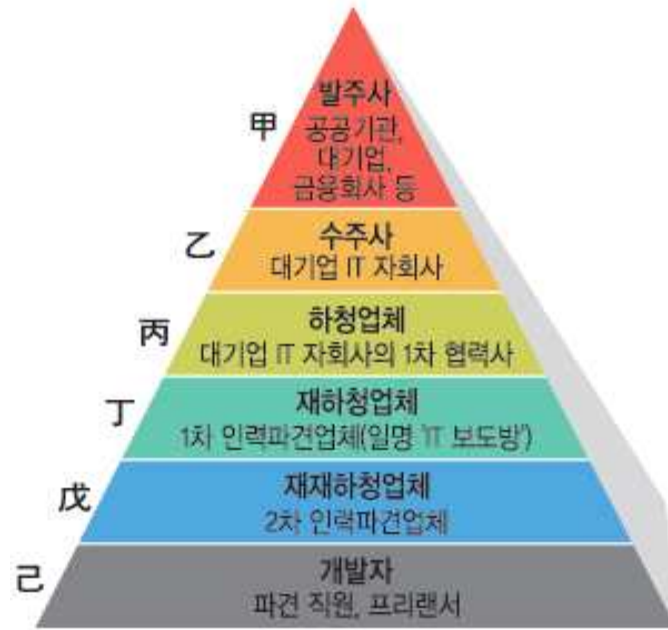 甲
발주사
공공기관,
대기업,
금융회사 등
乙
수주사
대기업 IT 자회사
丙
하청업체
대기업 IT 자회사의 1차 협력사
丁
재하청업체
1차 인력파견업체(일명 'IT 보도방')
戊
재재하청업체
2차 인력파견업체
己
개발자
파견 직원, 프리랜서